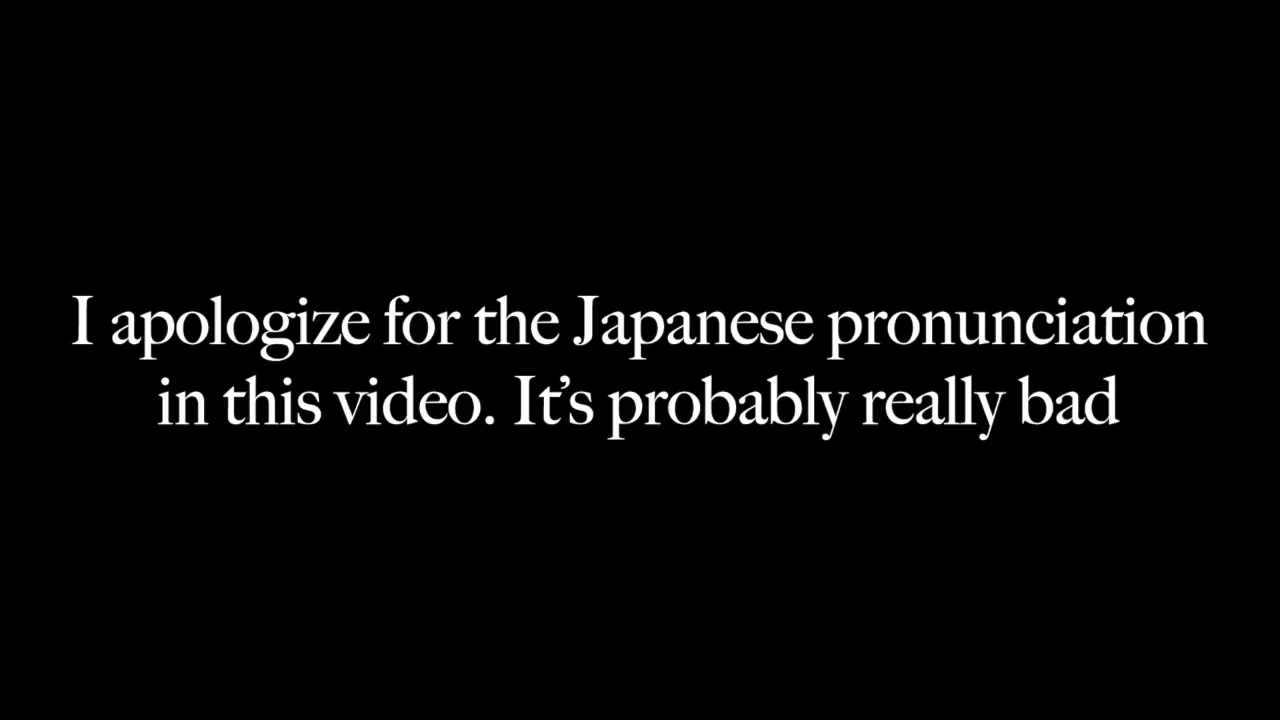 I apologize for the Japanese pronunciation
in this video. It’s probably really bad